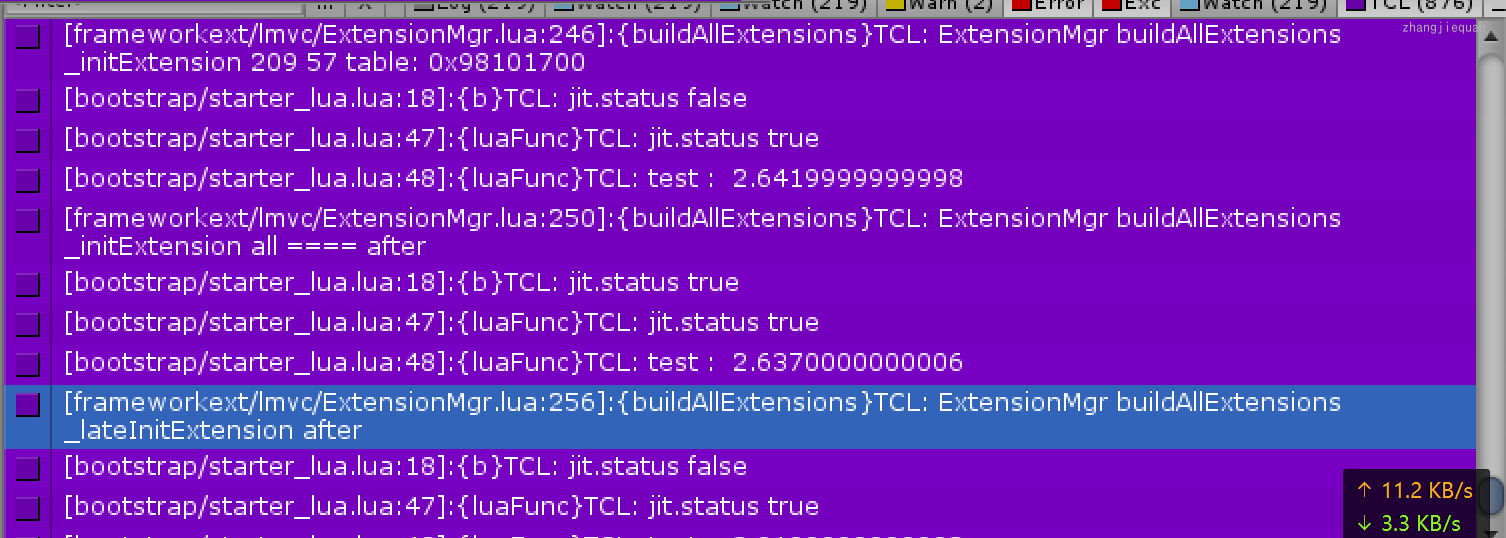 Log (219) Watch (219) Watch (219) Warn (2) Error Exc Watch (219) TCL (876)
zhangjiequa
[frameworkext/lmvc/ExtensionMgr.lua:246]:{buildAllExtensions}TCL: ExtensionMgr buildAllExtensions
_initExtension 209 57 table: 0x98101700
[bootstrap/starter_lua.lua:18]:{b}TCL: jit.status false
[bootstrap/starter_lua.lua:47]:{luaFunc}TCL: jit.status true
[bootstrap/starter_lua.lua:48]:{luaFunc}TCL: test :  2.6419999999998
[frameworkext/lmvc/ExtensionMgr.lua:250]:{buildAllExtensions}TCL: ExtensionMgr buildAllExtensions
_initExtension all ==== after
[bootstrap/starter_lua.lua:18]:{b}TCL: jit.status true
[bootstrap/starter_lua.lua:47]:{luaFunc}TCL: jit.status true
[bootstrap/starter_lua.lua:48]:{luaFunc}TCL: test :  2.6370000000006
[frameworkext/lmvc/ExtensionMgr.lua:256]:{buildAllExtensions}TCL: ExtensionMgr buildAllExtensions
_lateInitExtension after
[bootstrap/starter_lua.lua:18]:{b}TCL: jit.status false
[bootstrap/starter_lua.lua:47]:{luaFunc}TCL: jit.status true
↑ 11.2 KB/s
↓ 3.3 KB/s